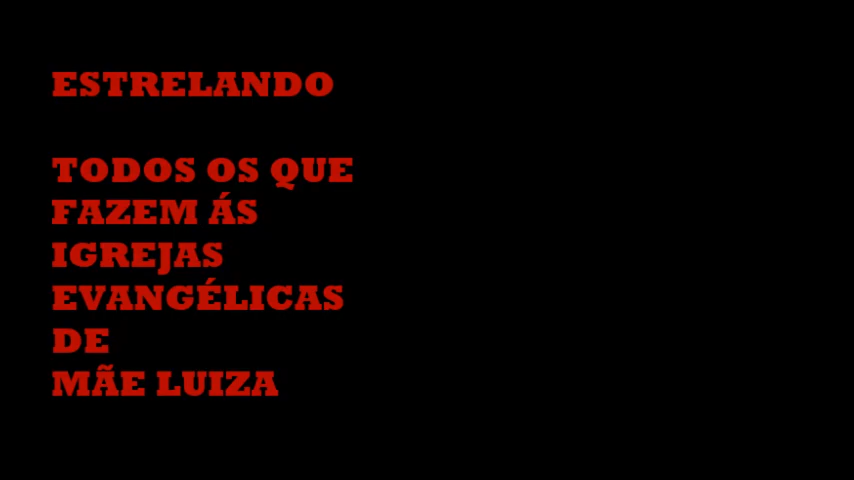 ESTRELANDO
TODOS OS QUE
FAZEM ÁS
IGREJAS
EVANGÉLICAS
DE
MÃE LUIZA